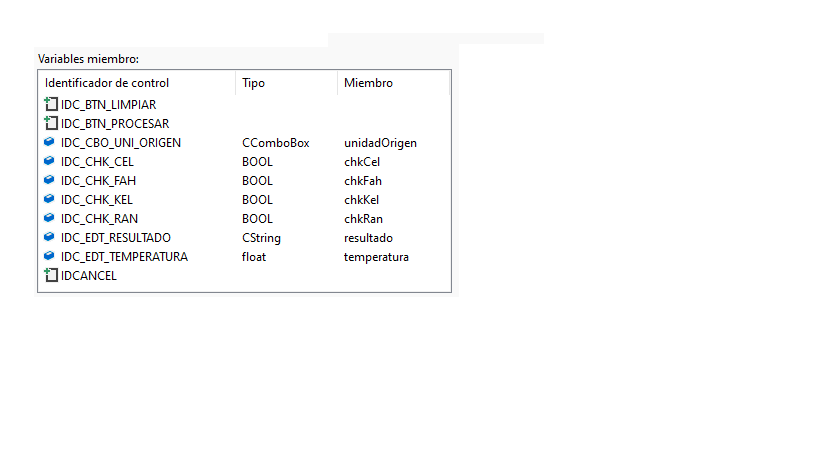 Variables miembro:
Identificador de control Tipo Miembro
IDC_BTN_LIMPIAR
IDC_BTN_PROCESAR
IDC_CBO_UNI_ORIGEN CComboBox unidadOrigen
IDC_CHK_CEL BOOL chkCel
IDC_CHK_FAH BOOL chkFah
IDC_CHK_KEL BOOL chkKel
IDC_CHK_RAN BOOL chkRan
IDC_EDT_RESULTADO CString resultado
IDC_EDT_TEMPERATURA float temperatura
IDCANCEL